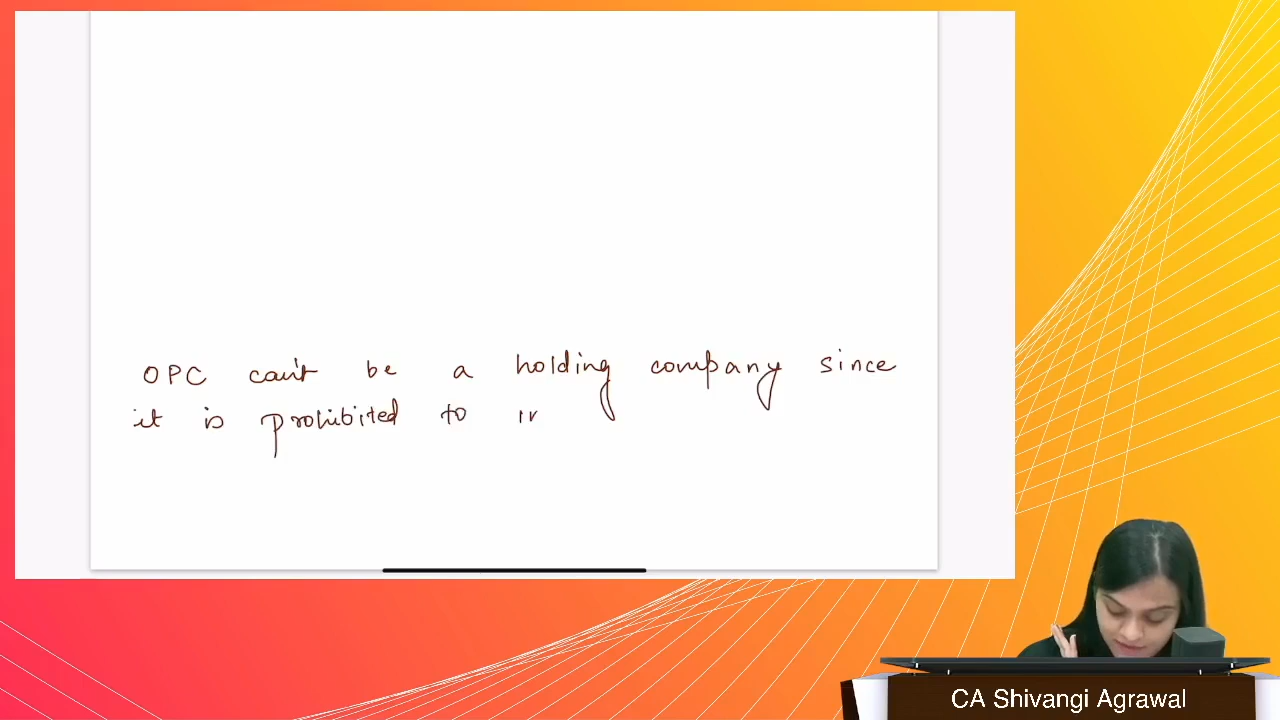 OPC can't be a holding company since
it is prohibited to
CA Shivangi Agrawal